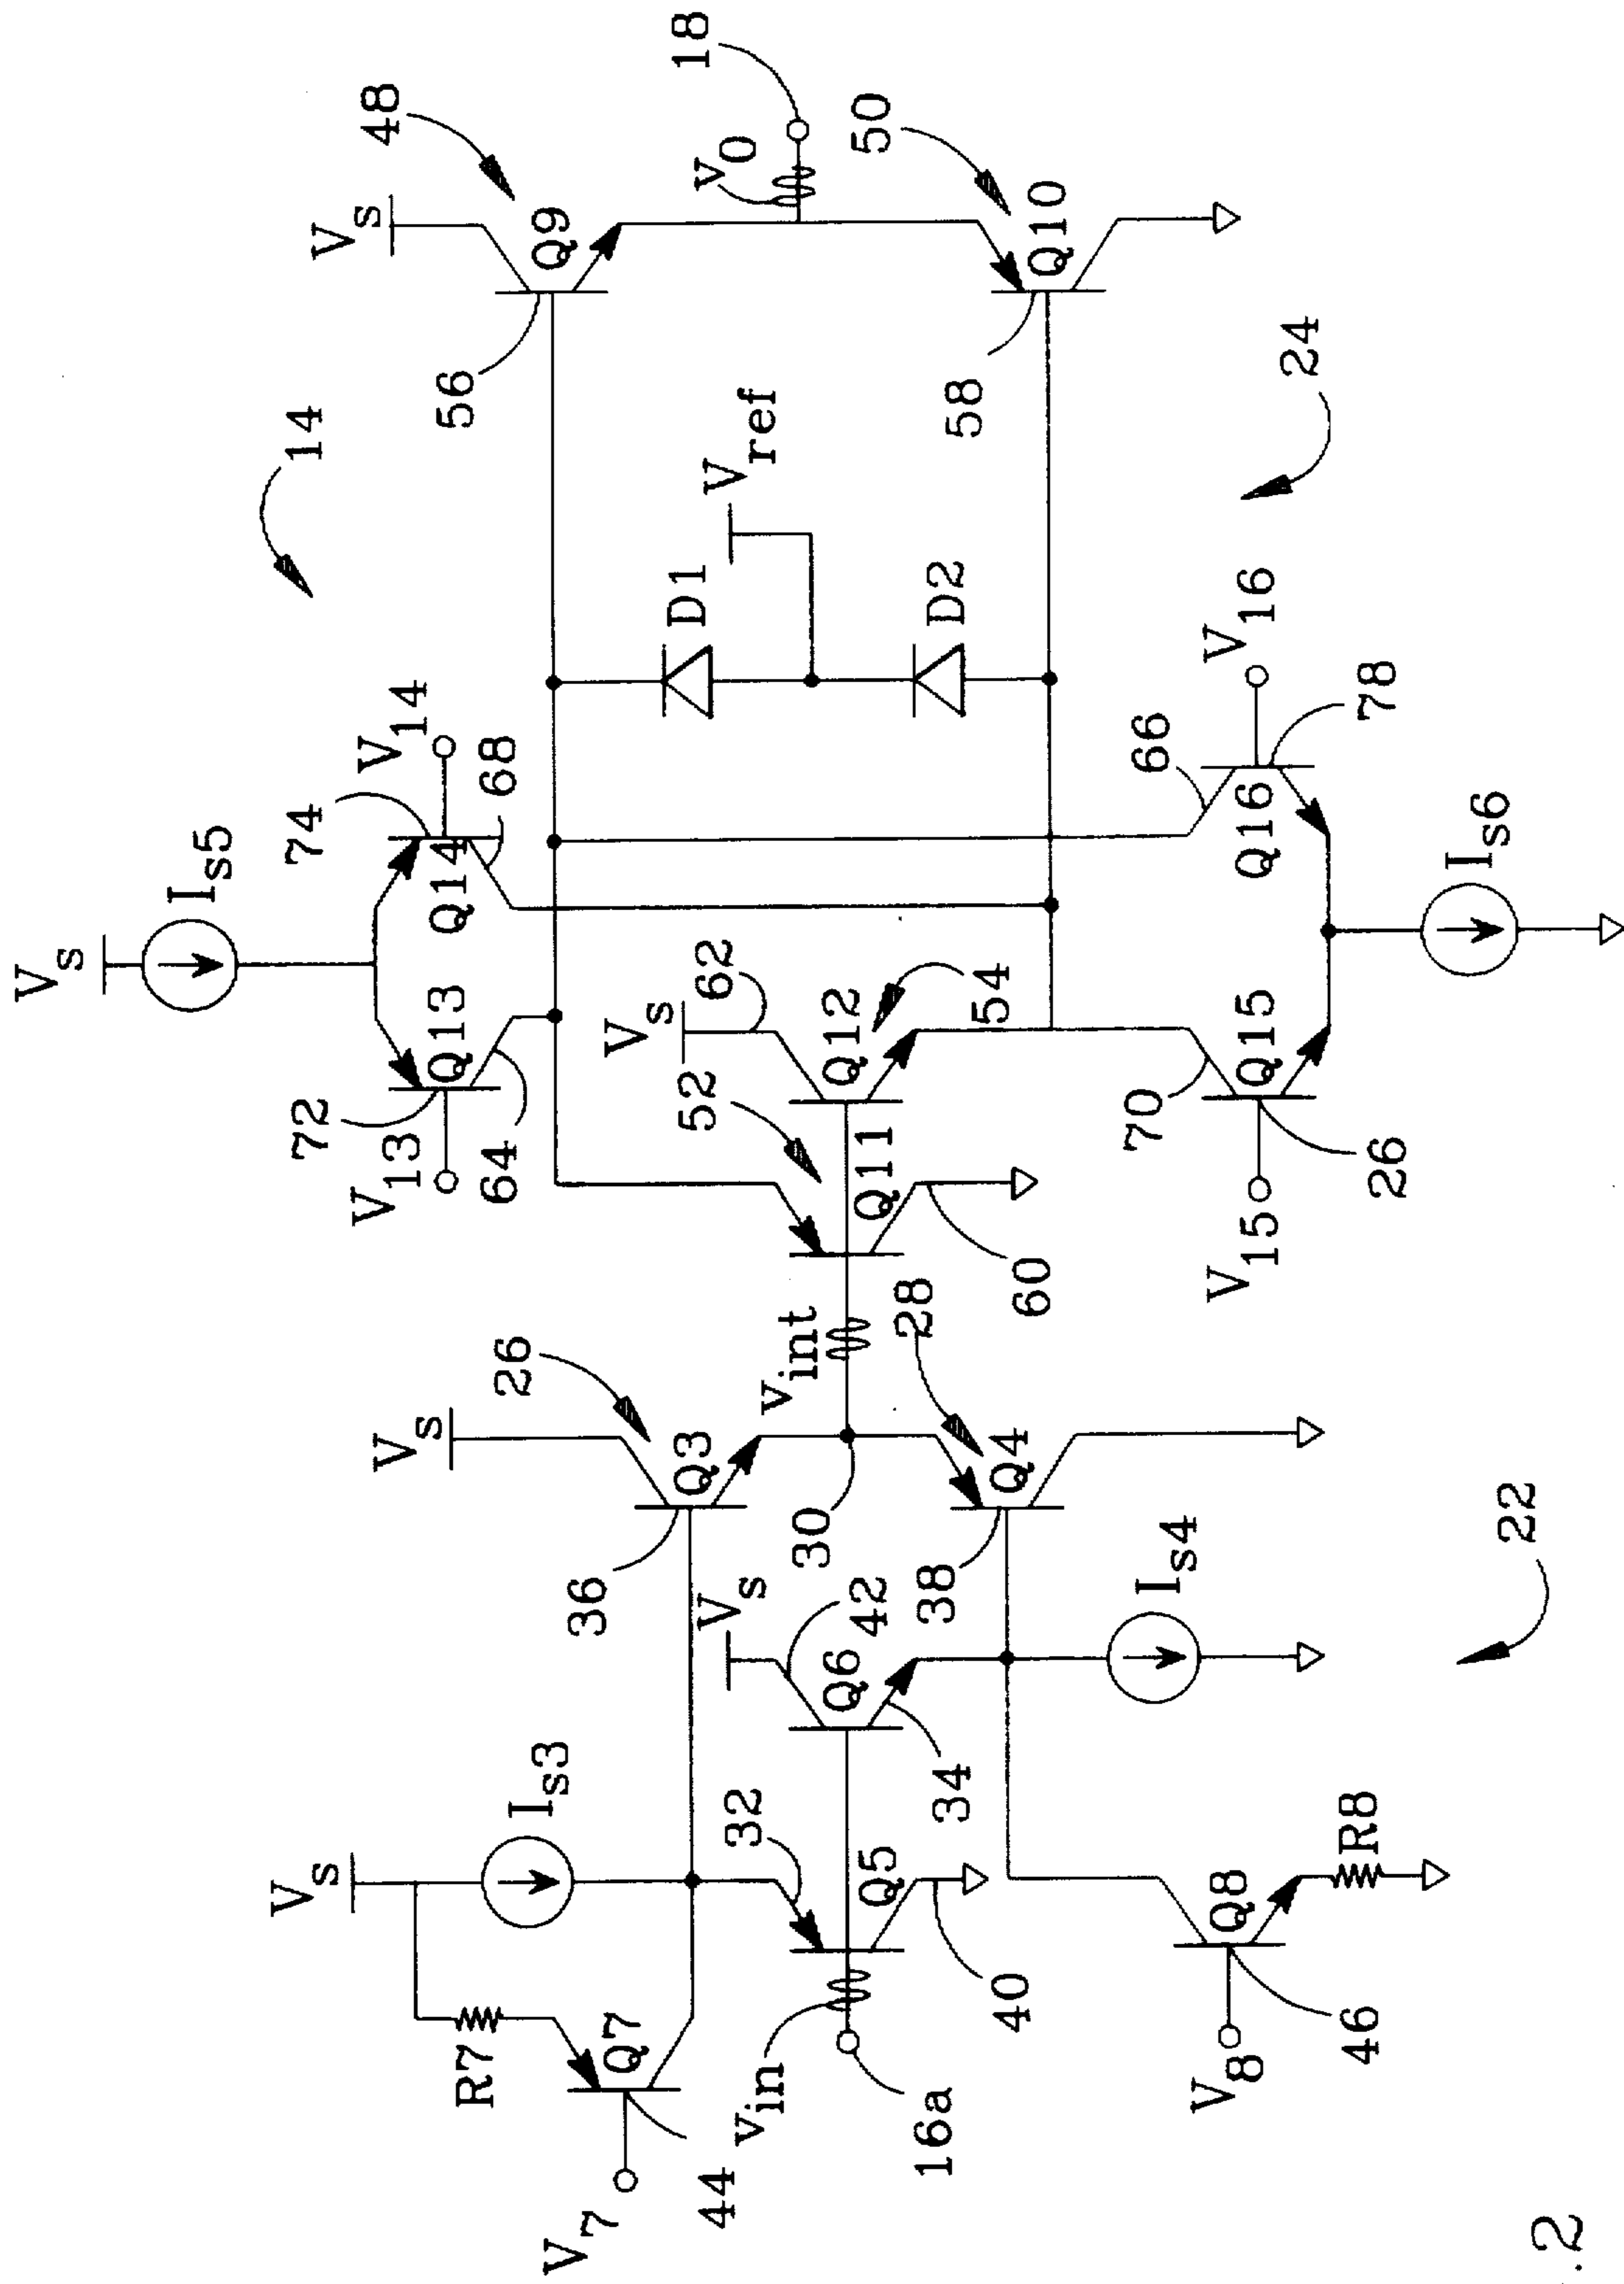 14
V_s
I_s5
72
74
V_13
V_14
Q13
Q14
64
68
48
V_s
Q9
56
v_0
18
V_s
I_s3
R7
Q7
V_7
44
26
V_s
Q3
36
V_s
62
52
Q12
54
Q11
60
V_ref
D1
D2
50
Q10
58
v_in
16a
32
Q5
40
V_s
42
Q6
34
30
v_int
28
Q4
38
I_s4
V_8
Q8
46
R8
22
70
V_15
Q15
26
66
Q16
V_16
78
I_s6
24
.2